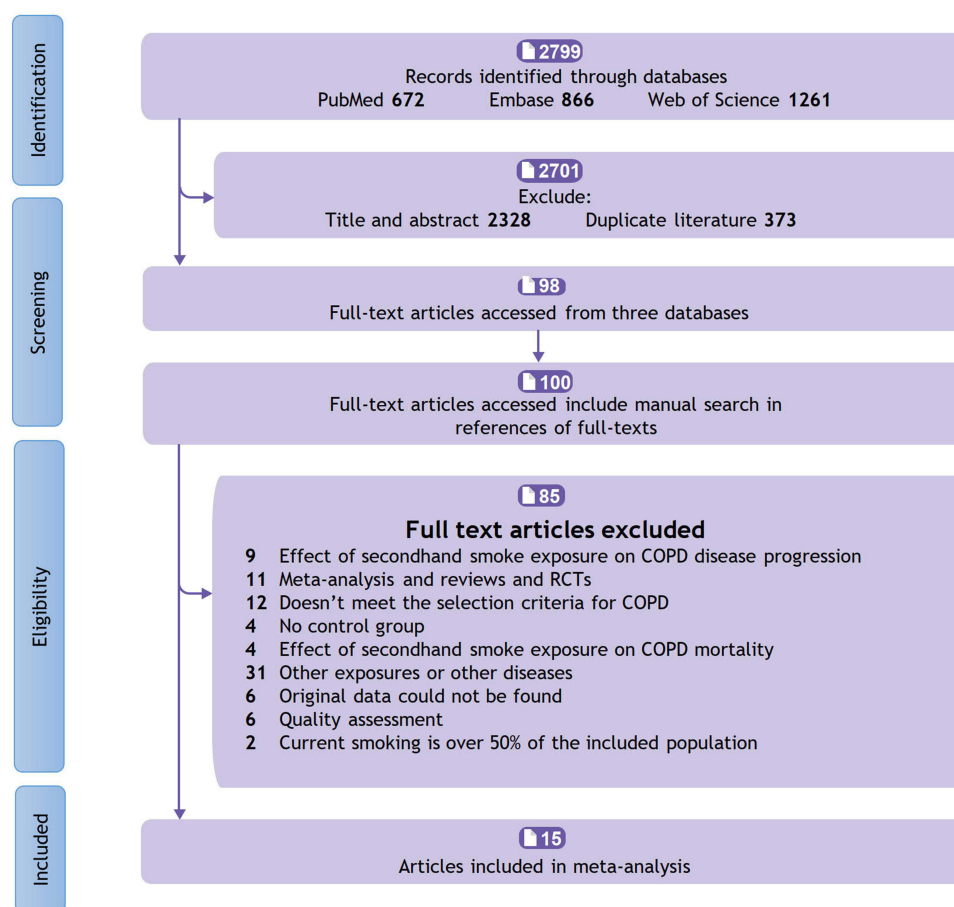 Identification
2799
Records identified through databases
PubMed 672 Embase 866 Web of Science 1261
2701
Exclude:
Title and abstract 2328 Duplicate literature 373
Screening
98
Full-text articles accessed from three databases
100
Full-text articles accessed include manual search in
references of full-texts
Eligibility
85
Full text articles excluded
9 Effect of secondhand smoke exposure on COPD disease progression
11 Meta-analysis and reviews and RCTs
12 Doesn’t meet the selection criteria for COPD
4 No control group
4 Effect of secondhand smoke exposure on COPD mortality
31 Other exposures or other diseases
6 Original data could not be found
6 Quality assessment
2 Current smoking is over 50% of the included population
Included
15
Articles included in meta-analysis